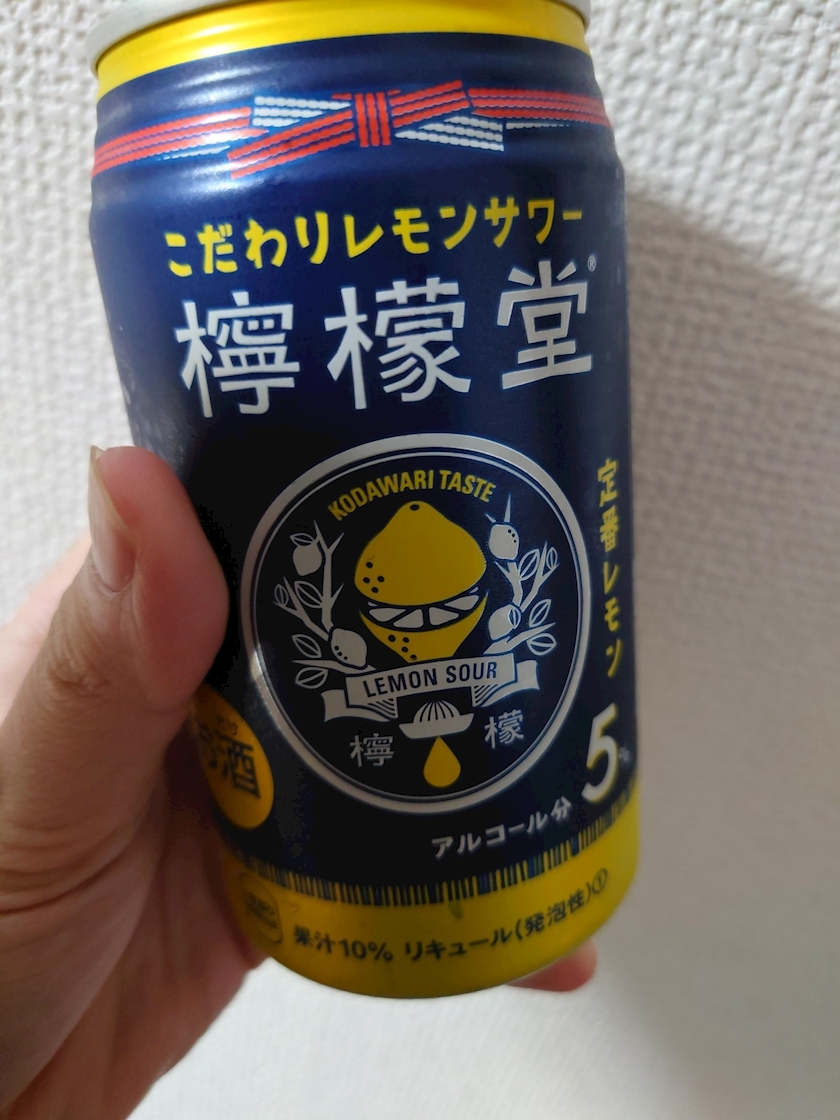 こだわりレモンサワー
檸檬堂®
定番レモン
KODAWARI TASTE
LEMON SOUR
檸檬
お酒
アルコール分5%
果汁10% リキュール(発泡性)①